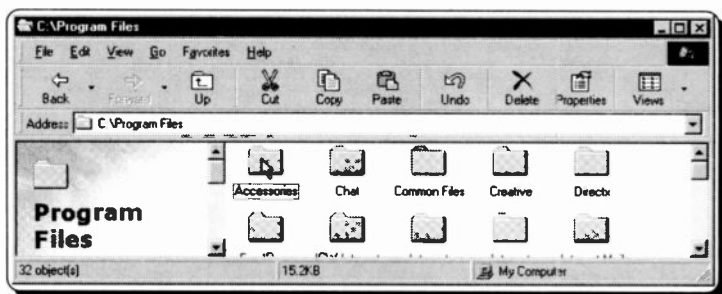 C:\Program Files
File Edit View Go Favorites Help
Back Forward Up Cut Copy Paste Undo Delete Properties Views
Address C:\Program Files
Accessories Chat Common Files Creative Directx
Program
Files
32 object(s) 15.2KB My Computer